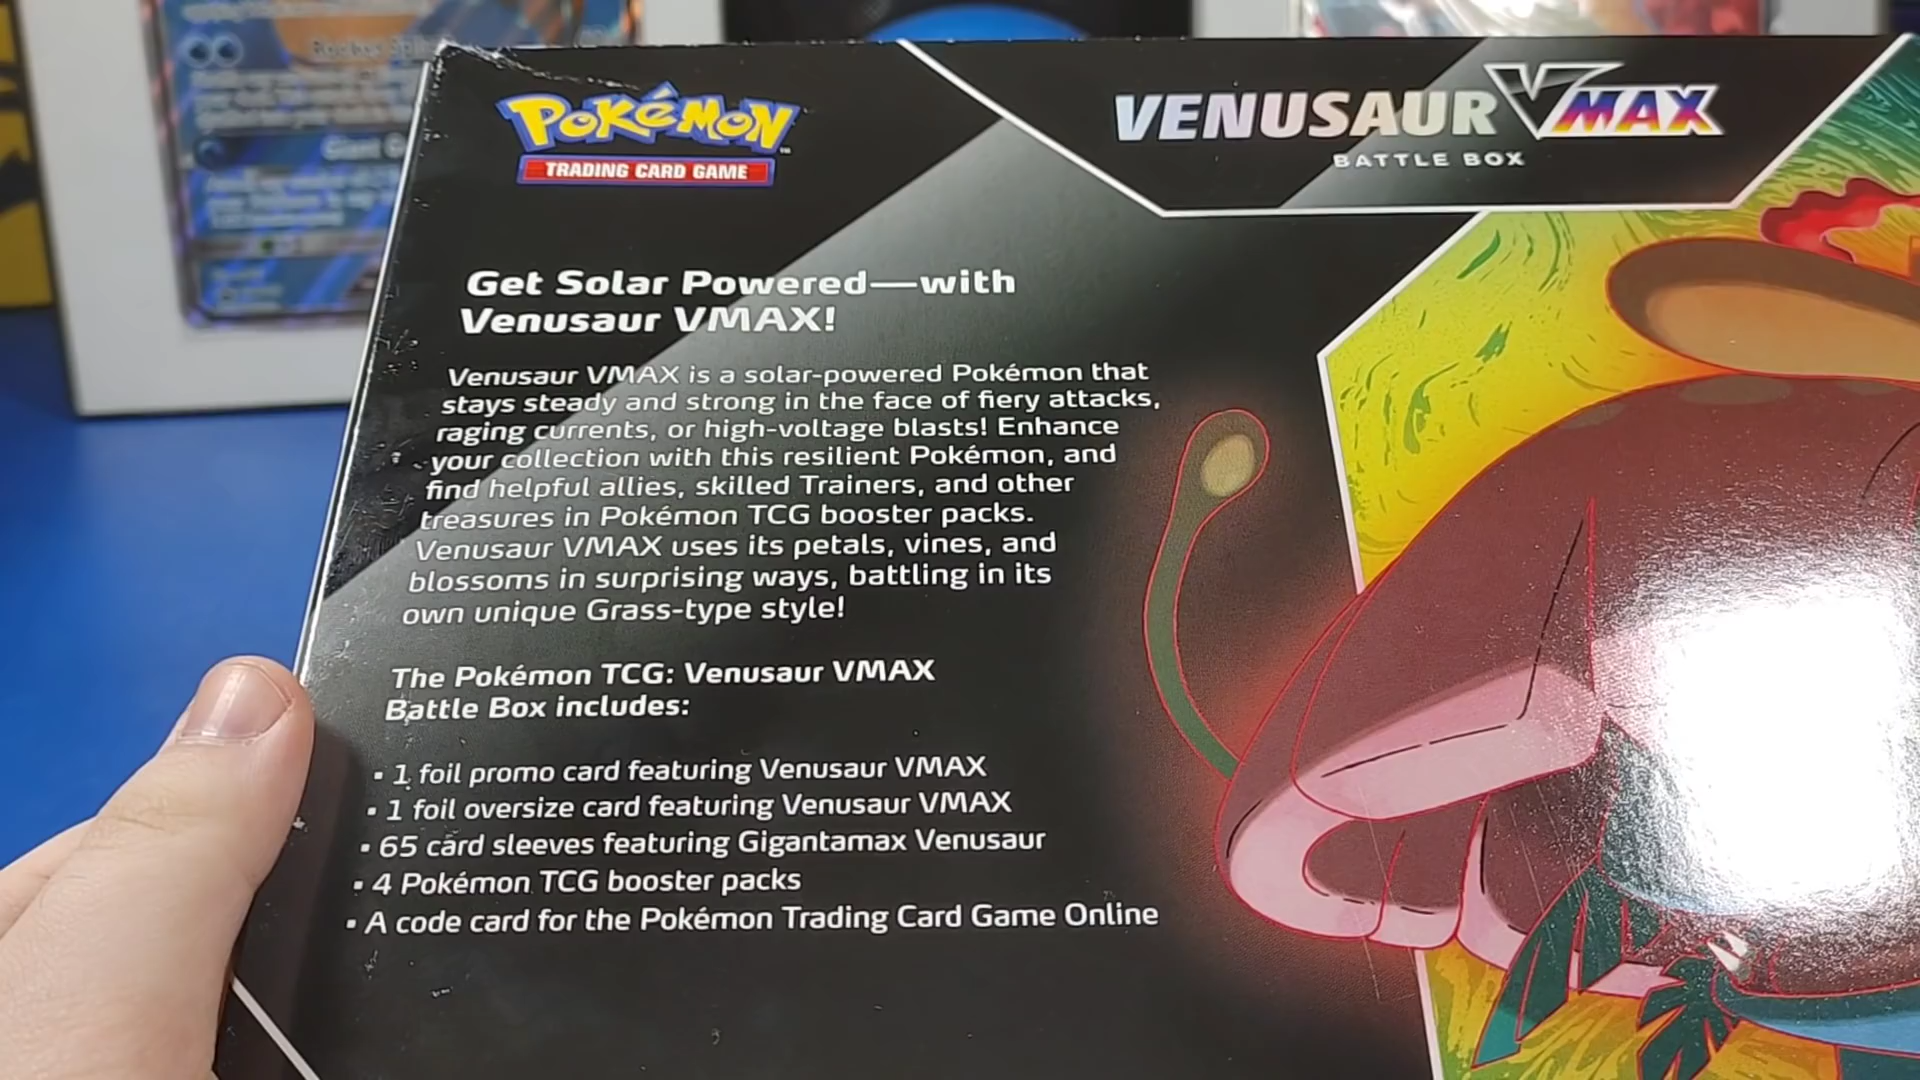 Pokémon
TRADING CARD GAME
VENUSAUR VMAX
BATTLE BOX
Get Solar Powered—with
Venusaur VMAX!
Venusaur VMAX is a solar-powered Pokémon that
stays steady and strong in the face of fiery attacks,
raging currents, or high-voltage blasts! Enhance
your collection with this resilient Pokémon, and
find helpful allies, skilled Trainers, and other
treasures in Pokémon TCG booster packs.
Venusaur VMAX uses its petals, vines, and
blossoms in surprising ways, battling in its
own unique Grass-type style!
The Pokémon TCG: Venusaur VMAX
Battle Box includes:
▪ 1 foil promo card featuring Venusaur VMAX
▪ 1 foil oversize card featuring Venusaur VMAX
▪ 65 card sleeves featuring Gigantamax Venusaur
▪ 4 Pokémon TCG booster packs
▪ A code card for the Pokémon Trading Card Game Online